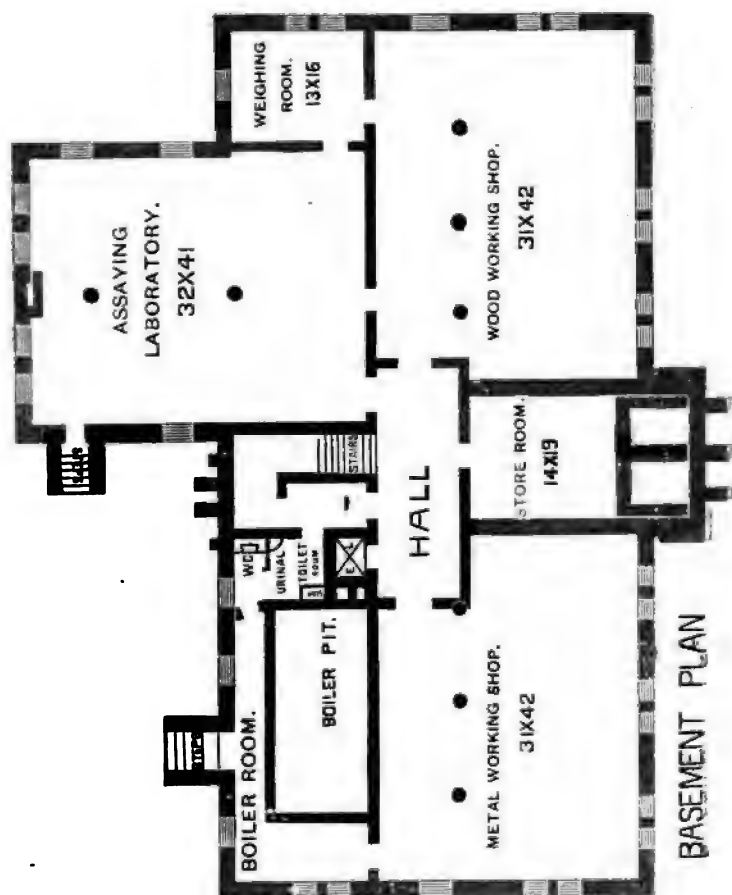 WEIGHING
ROOM.
13X16
ASSAYING
LABORATORY.
32X41
WOOD WORKING SHOP.
31X42
STAIRS
HALL
STORE ROOM.
14X19
WC
URINAL
TOILET
ROOM
BOILER PIT.
BOILER ROOM.
METAL WORKING SHOP.
31X42
BASEMENT PLAN